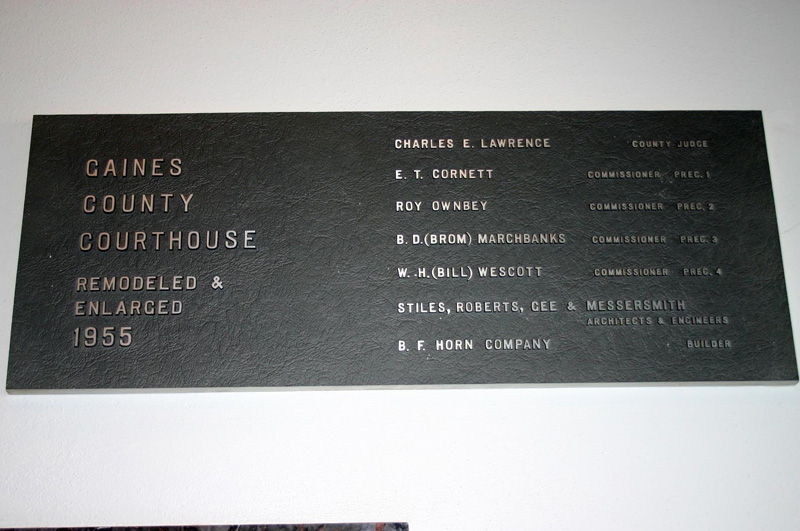 GAINES
COUNTY
COURTHOUSE
REMODELED &
ENLARGED
1955
CHARLES E. LAWRENCE COUNTY JUDGE
E. T. CORNETT COMMISSIONER PREC. 1
ROY OWNBEY COMMISSIONER PREC. 2
B. D. (BROM) MARCHBANKS COMMISSIONER PREC. 3
W. H. (BILL) WESCOTT COMMISSIONER PREC. 4
STILES, ROBERTS, GEE & MESSERSMITH
ARCHITECTS & ENGINEERS
B. F. HORN COMPANY BUILDER